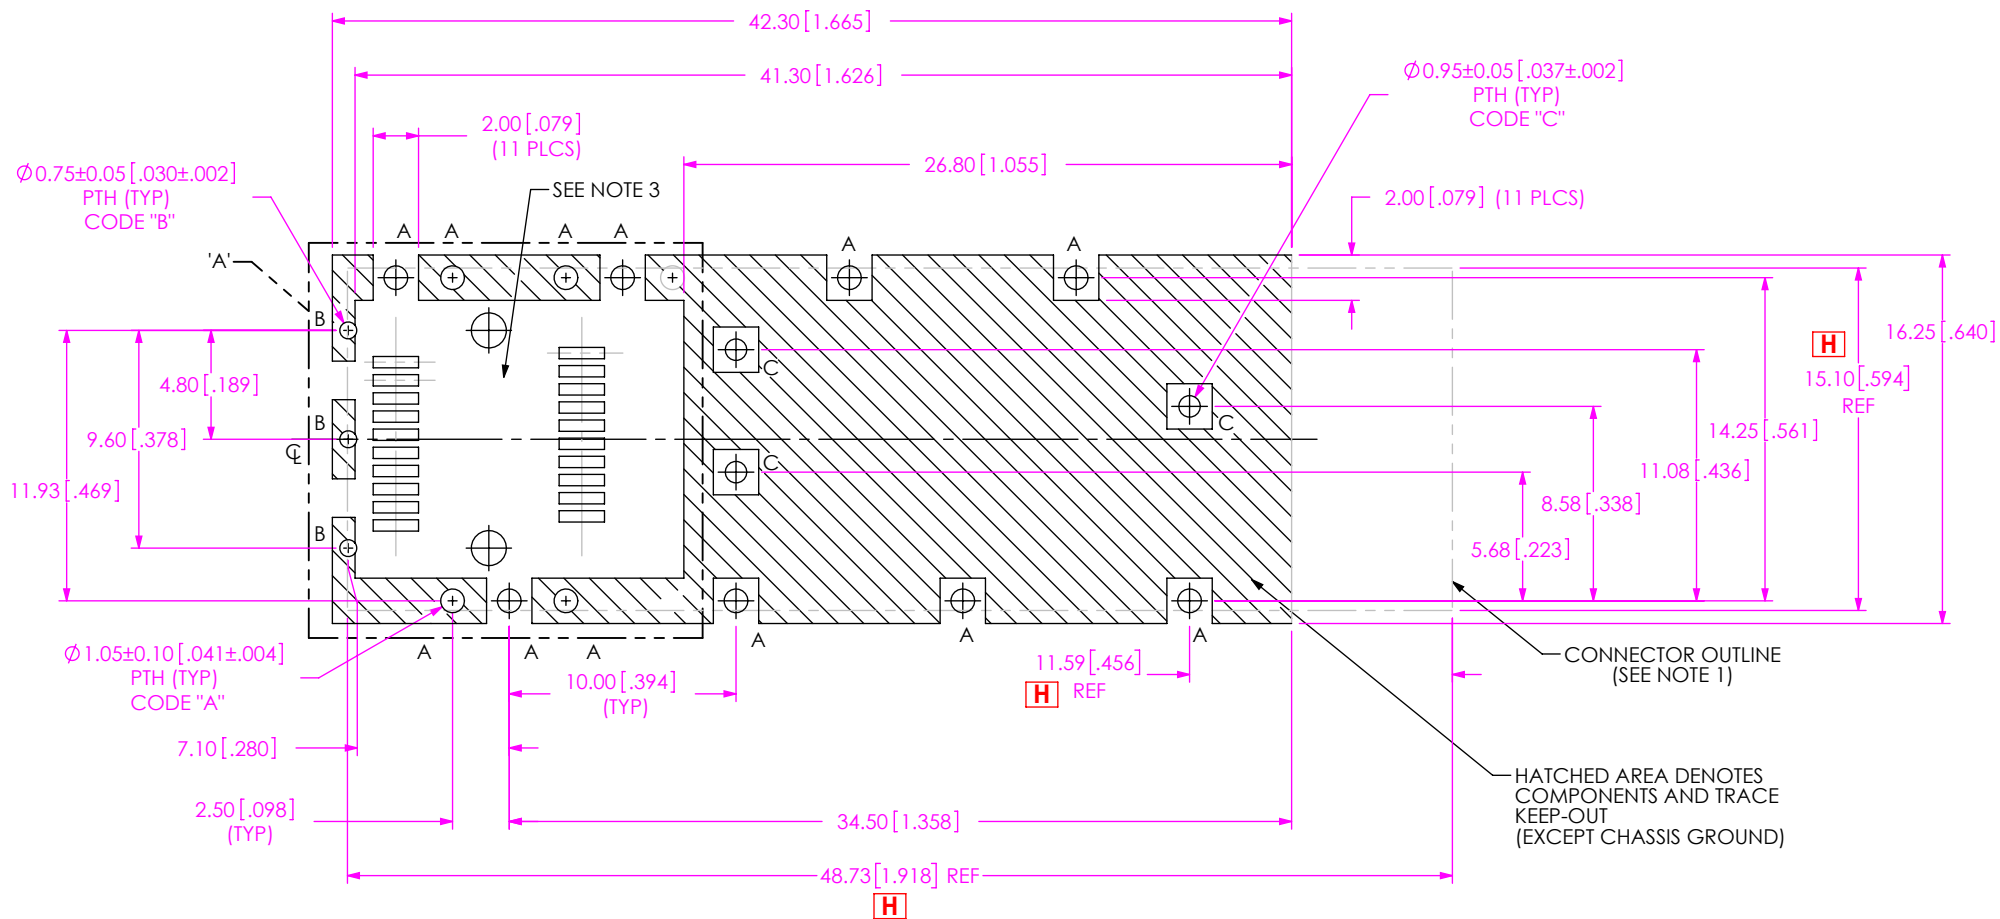 42.30 [1.665]
41.30 [1.626]
Ø0.95±0.05 [.037±.002]
PTH (TYP)
CODE "C"
2.00 [.079]
(11 PLCS)
26.80 [1.055]
Ø0.75±0.05 [.030±.002]
PTH (TYP)
CODE "B"
SEE NOTE 3
2.00 [.079] (11 PLCS)
A
A
A
A
A
A
'A'
B
16.25 [.640]
H
15.10 [.594]
REF
4.80 [.189]
C
C
B
9.60 [.378]
℄
14.25 [.561]
C
11.08 [.436]
11.93 [.469]
8.58 [.338]
B
5.68 [.223]
A
A
A
A
A
A
Ø1.05±0.10 [.041±.004]
PTH (TYP)
CODE "A"
10.00 [.394]
(TYP)
11.59 [.456]
REF
H
CONNECTOR OUTLINE
(SEE NOTE 1)
7.10 [.280]
HATCHED AREA DENOTES
COMPONENTS AND TRACE
KEEP-OUT
(EXCEPT CHASSIS GROUND)
2.50 [.098]
(TYP)
34.50 [1.358]
48.73 [1.918] REF
H